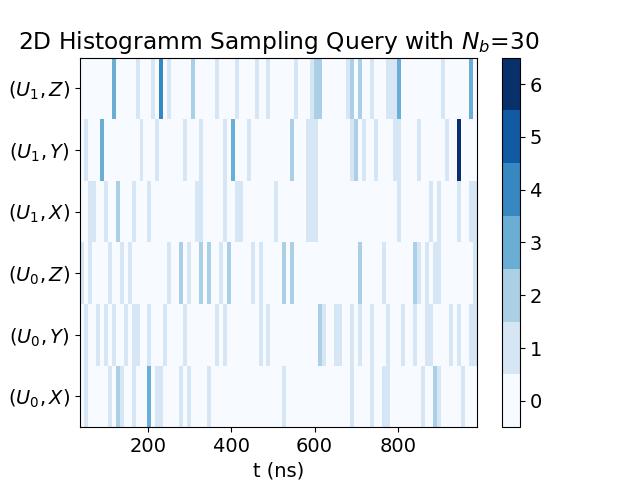 2D Histogramm Sampling Query with $N_b$=30
$(U_1, Z)$
$(U_1, Y)$
$(U_1, X)$
$(U_0, Z)$
$(U_0, Y)$
$(U_0, X)$
200 400 600 800
t (ns)
6
5
4
3
2
1
0